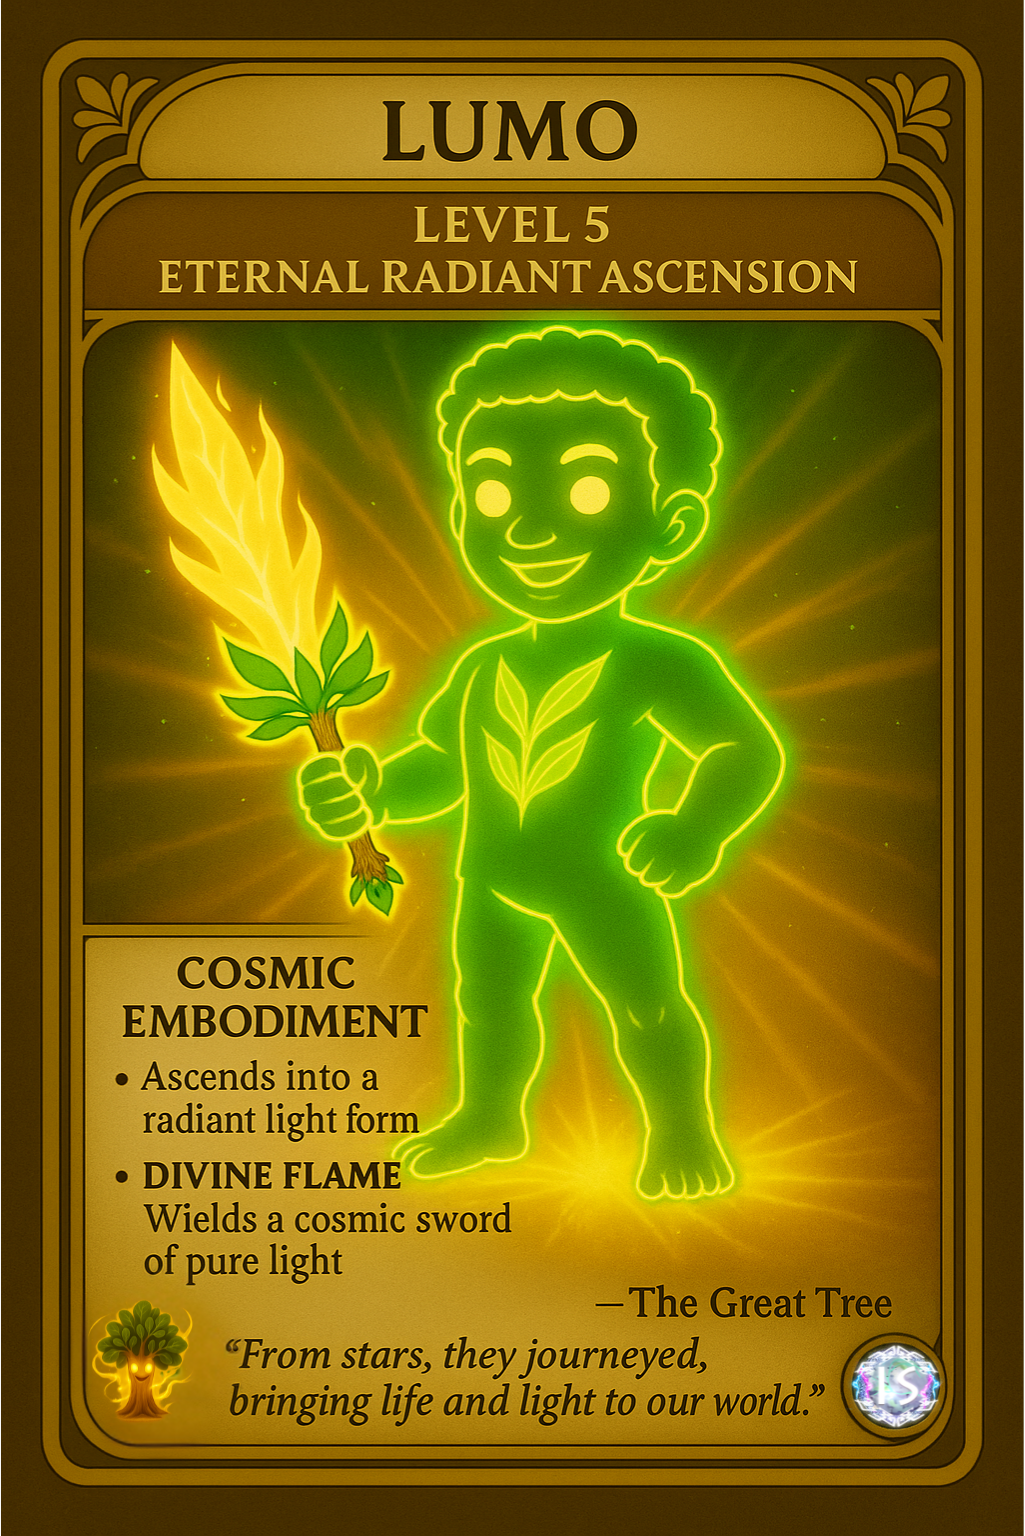 LUMO
LEVEL 5
ETERNAL RADIANT ASCENSION
COSMIC
EMBODIMENT
• Ascends into a
radiant light form
• DIVINE FLAME
Wields a cosmic sword
of pure light
—The Great Tree
“From stars, they journeyed,
bringing life and light to our world.”
IS